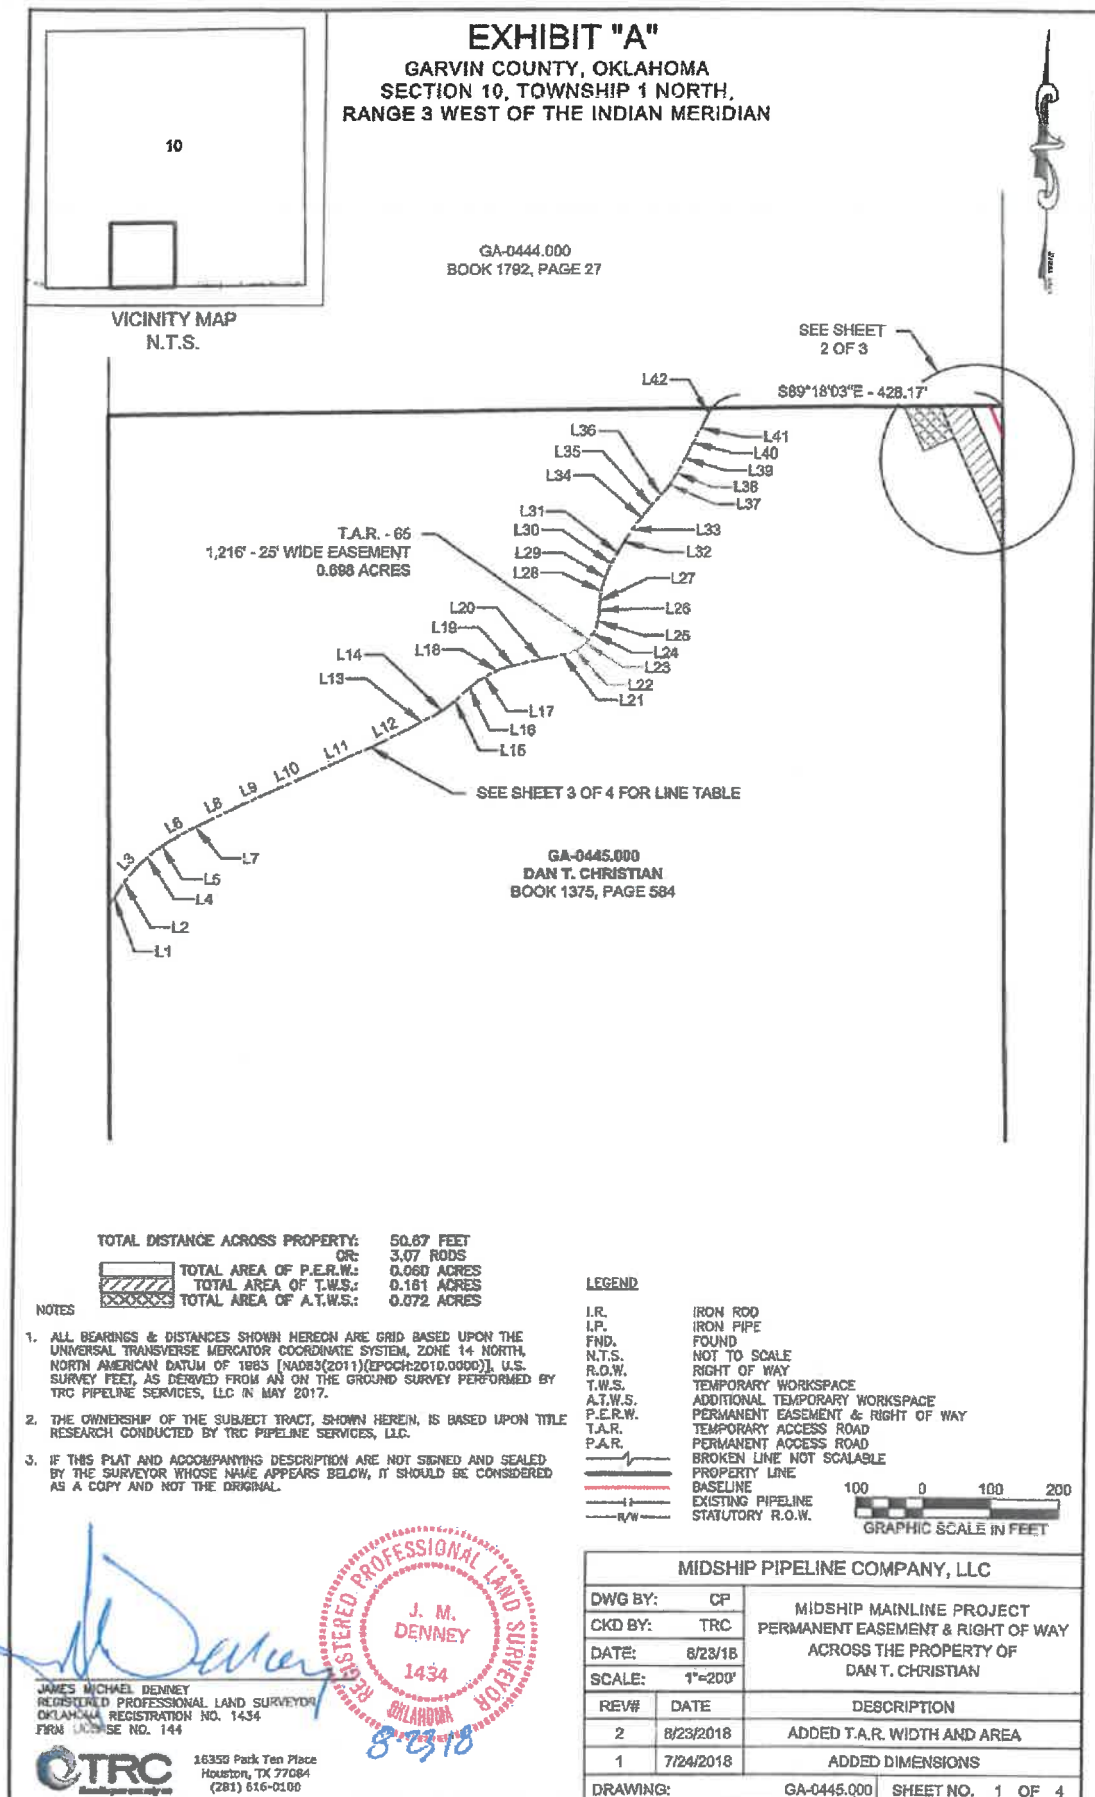 EXHIBIT "A"
GARVIN COUNTY, OKLAHOMA
SECTION 10, TOWNSHIP 1 NORTH,
RANGE 3 WEST OF THE INDIAN MERIDIAN
10
VICINITY MAP
N.T.S.
GA-0444.000
BOOK 1792, PAGE 27
SEE SHEET
2 OF 3
S89°18'03"E - 428.17'
L42
L41
L40
L39
L38
L37
L36
L35
L34
L33
L32
L31
L30
L29
L28
L27
L26
L25
L24
L23
L22
L21
T.A.R. - 65
1,216' - 25' WIDE EASEMENT
0.698 ACRES
L20
L19
L18
L17
L16
L15
L14
L13
L12
L11
L10
L9
L8
L7
L6
L5
L4
L3
L2
L1
SEE SHEET 3 OF 4 FOR LINE TABLE
GA-0445.000
DAN T. CHRISTIAN
BOOK 1375, PAGE 584
TOTAL DISTANCE ACROSS PROPERTY: 50.67 FEET
OR: 3.07 RODS
TOTAL AREA OF P.E.R.W.: 0.060 ACRES
TOTAL AREA OF T.W.S.: 0.161 ACRES
TOTAL AREA OF A.T.W.S.: 0.072 ACRES
NOTES
1. ALL BEARINGS & DISTANCES SHOWN HEREON ARE GRID BASED UPON THE
UNIVERSAL TRANSVERSE MERCATOR COORDINATE SYSTEM, ZONE 14 NORTH,
NORTH AMERICAN DATUM OF 1983 [NAD83(2011)(EPOCH:2010.0000)], U.S.
SURVEY FEET, AS DERIVED FROM AN ON THE GROUND SURVEY PERFORMED BY
TRC PIPELINE SERVICES, LLC IN MAY 2017.
2. THE OWNERSHIP OF THE SUBJECT TRACT, SHOWN HEREIN, IS BASED UPON TITLE
RESEARCH CONDUCTED BY TRC PIPELINE SERVICES, LLC.
3. IF THIS PLAT AND ACCOMPANYING DESCRIPTION ARE NOT SIGNED AND SEALED
BY THE SURVEYOR WHOSE NAME APPEARS BELOW, IT SHOULD BE CONSIDERED
AS A COPY AND NOT THE ORIGINAL.
LEGEND
I.R. IRON ROD
I.P. IRON PIPE
FND. FOUND
N.T.S. NOT TO SCALE
R.O.W. RIGHT OF WAY
T.W.S. TEMPORARY WORKSPACE
A.T.W.S. ADDITIONAL TEMPORARY WORKSPACE
P.E.R.W. PERMANENT EASEMENT & RIGHT OF WAY
T.A.R. TEMPORARY ACCESS ROAD
P.A.R. PERMANENT ACCESS ROAD
BROKEN LINE NOT SCALABLE
PROPERTY LINE
BASELINE
EXISTING PIPELINE
R/W STATUTORY R.O.W.
100 0 100 200
GRAPHIC SCALE IN FEET
REGISTERED PROFESSIONAL LAND SURVEYOR
J. M.
DENNEY
1434
OKLAHOMA
8-23-18
JAMES MICHAEL DENNEY
REGISTERED PROFESSIONAL LAND SURVEYOR
OKLAHOMA REGISTRATION NO. 1434
FIRM LICENSE NO. 144
TRC
16350 Park Ten Place
Houston, TX 77084
(281) 616-0100
MIDSHIP PIPELINE COMPANY, LLC
DWG BY: CP
CKD BY: TRC
DATE: 8/23/18
SCALE: 1"=200'
MIDSHIP MAINLINE PROJECT
PERMANENT EASEMENT & RIGHT OF WAY
ACROSS THE PROPERTY OF
DAN T. CHRISTIAN
REV# DATE DESCRIPTION
2 8/23/2018 ADDED T.A.R. WIDTH AND AREA
1 7/24/2018 ADDED DIMENSIONS
DRAWING: GA-0445.000 SHEET NO. 1 OF 4